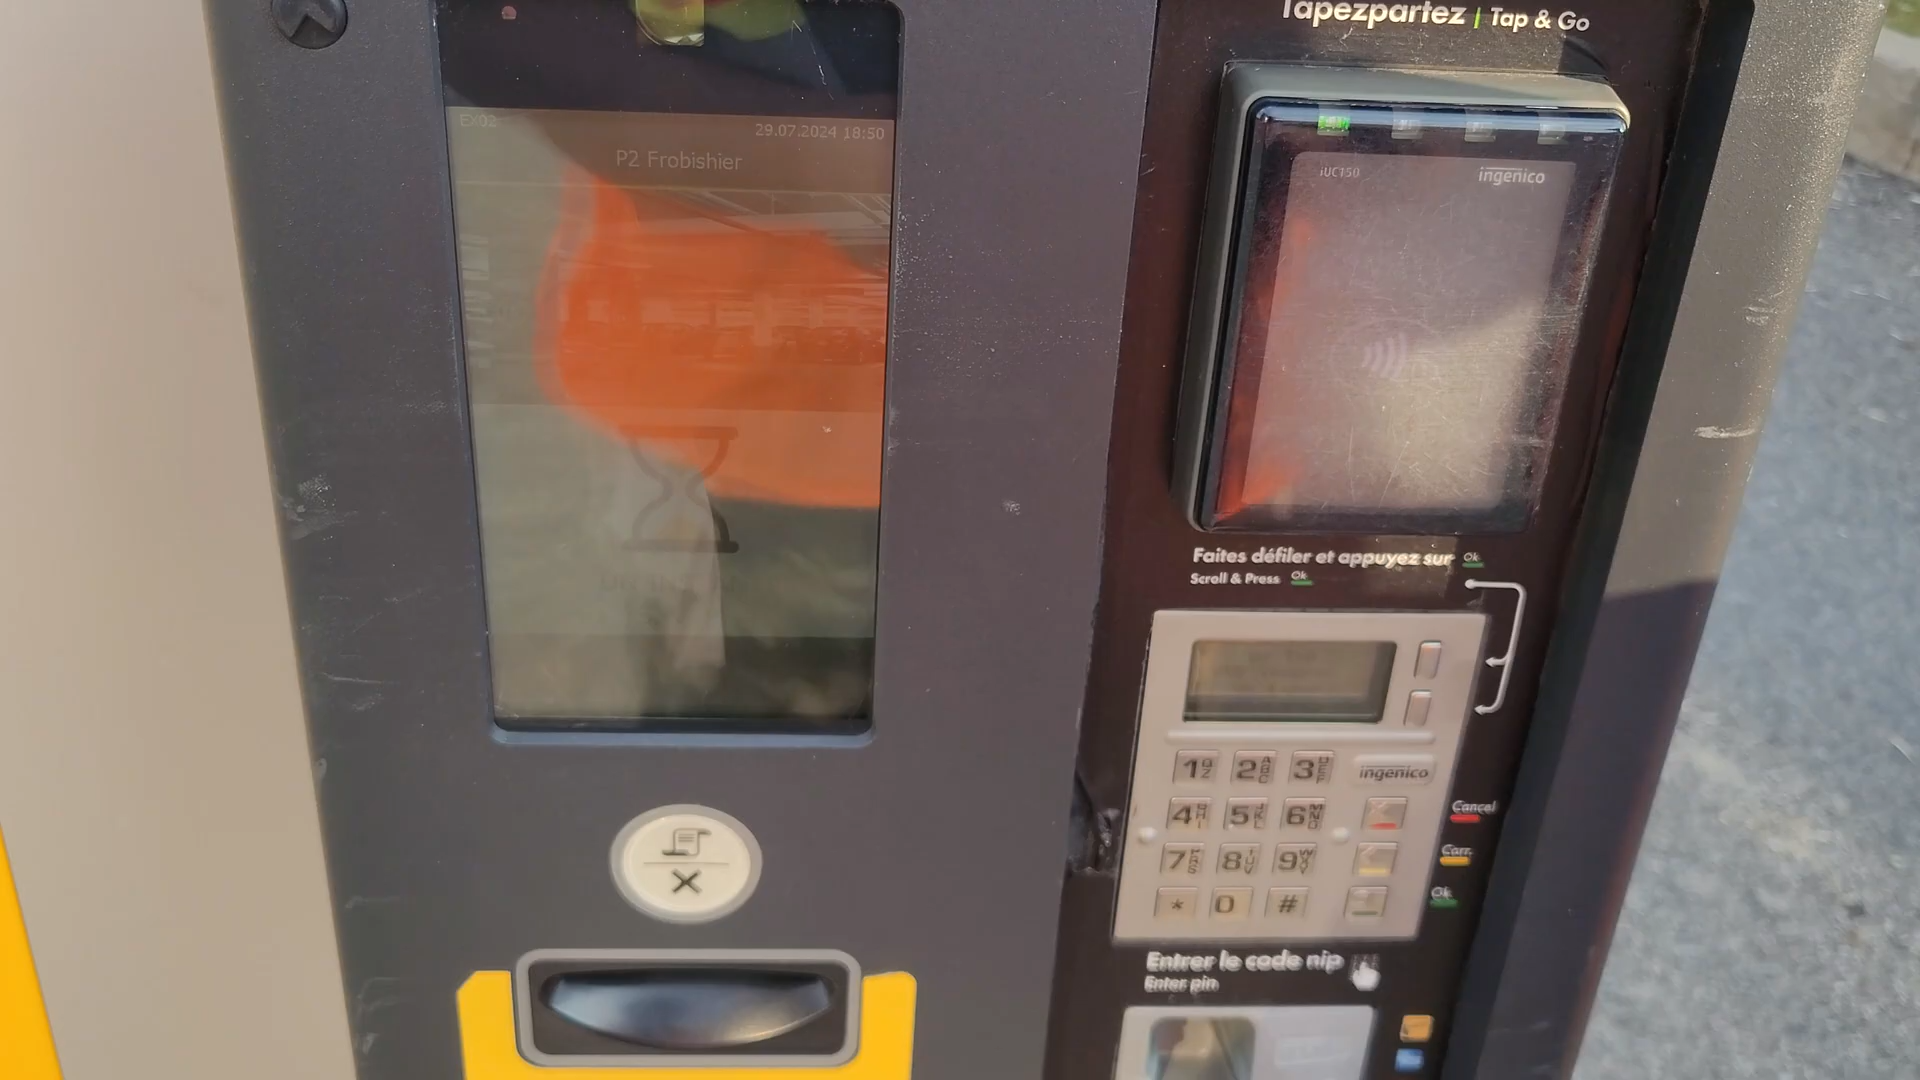 Tapezpartez | Tap & Go
EX02
29.07.2024 18:50
P2 Frobishier
iUC150
ingenico
Faites défiler et appuyez sur Ok
Scroll & Press Ok
1
2 ABC
3 DEF
ingenico
4
5
6
Cancel
7
8
9
Corr.
*
0
#
Ok
Entrer le code nip
Enter pin